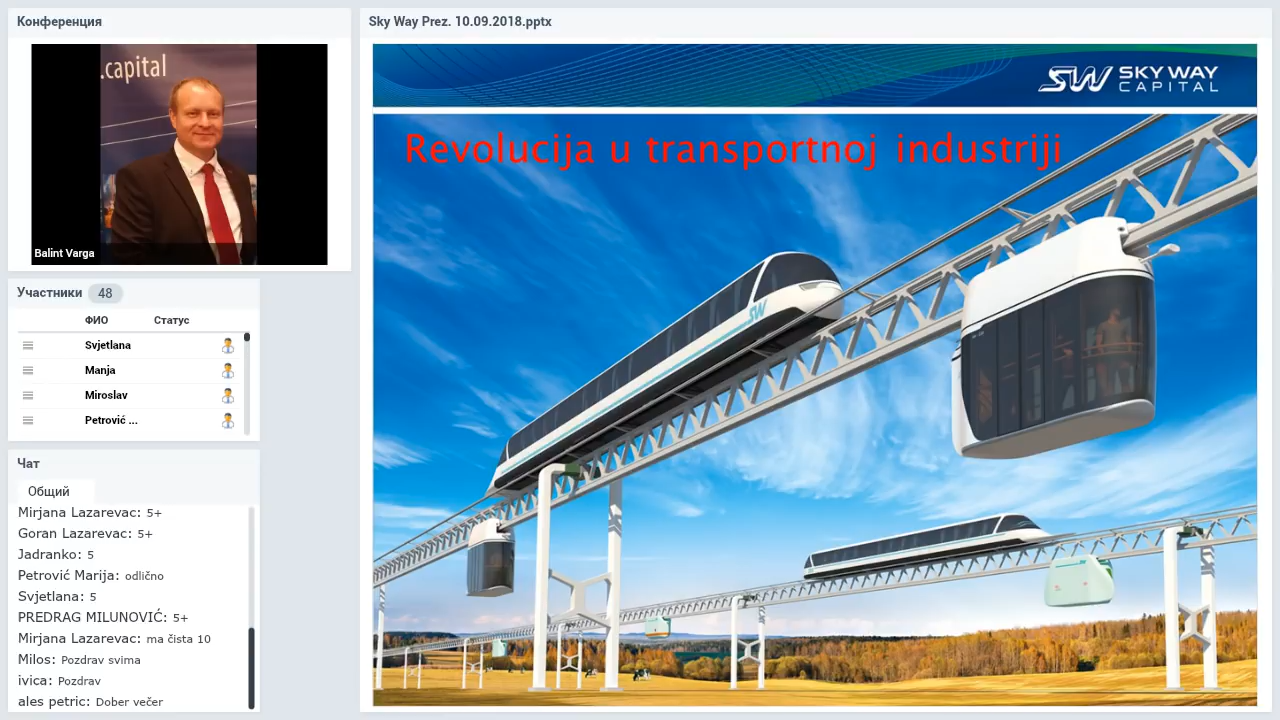 Конференция
.capital
Balint Varga
Участники 48
ФИО Статус
Svjetlana
Manja
Miroslav
Petrović ...
Чат
Общий
Mirjana Lazarevac: 5+
Goran Lazarevac: 5+
Jadranko: 5
Petrović Marija: odlično
Svjetlana: 5
PREDRAG MILUNOVIĆ: 5+
Mirjana Lazarevac: ma čista 10
Milos: Pozdrav svima
ivica: Pozdrav
ales petric: Dober večer
Sky Way Prez. 10.09.2018.pptx
SW SKY WAY
CAPITAL
Revolucija u transportnoj industriji
SW